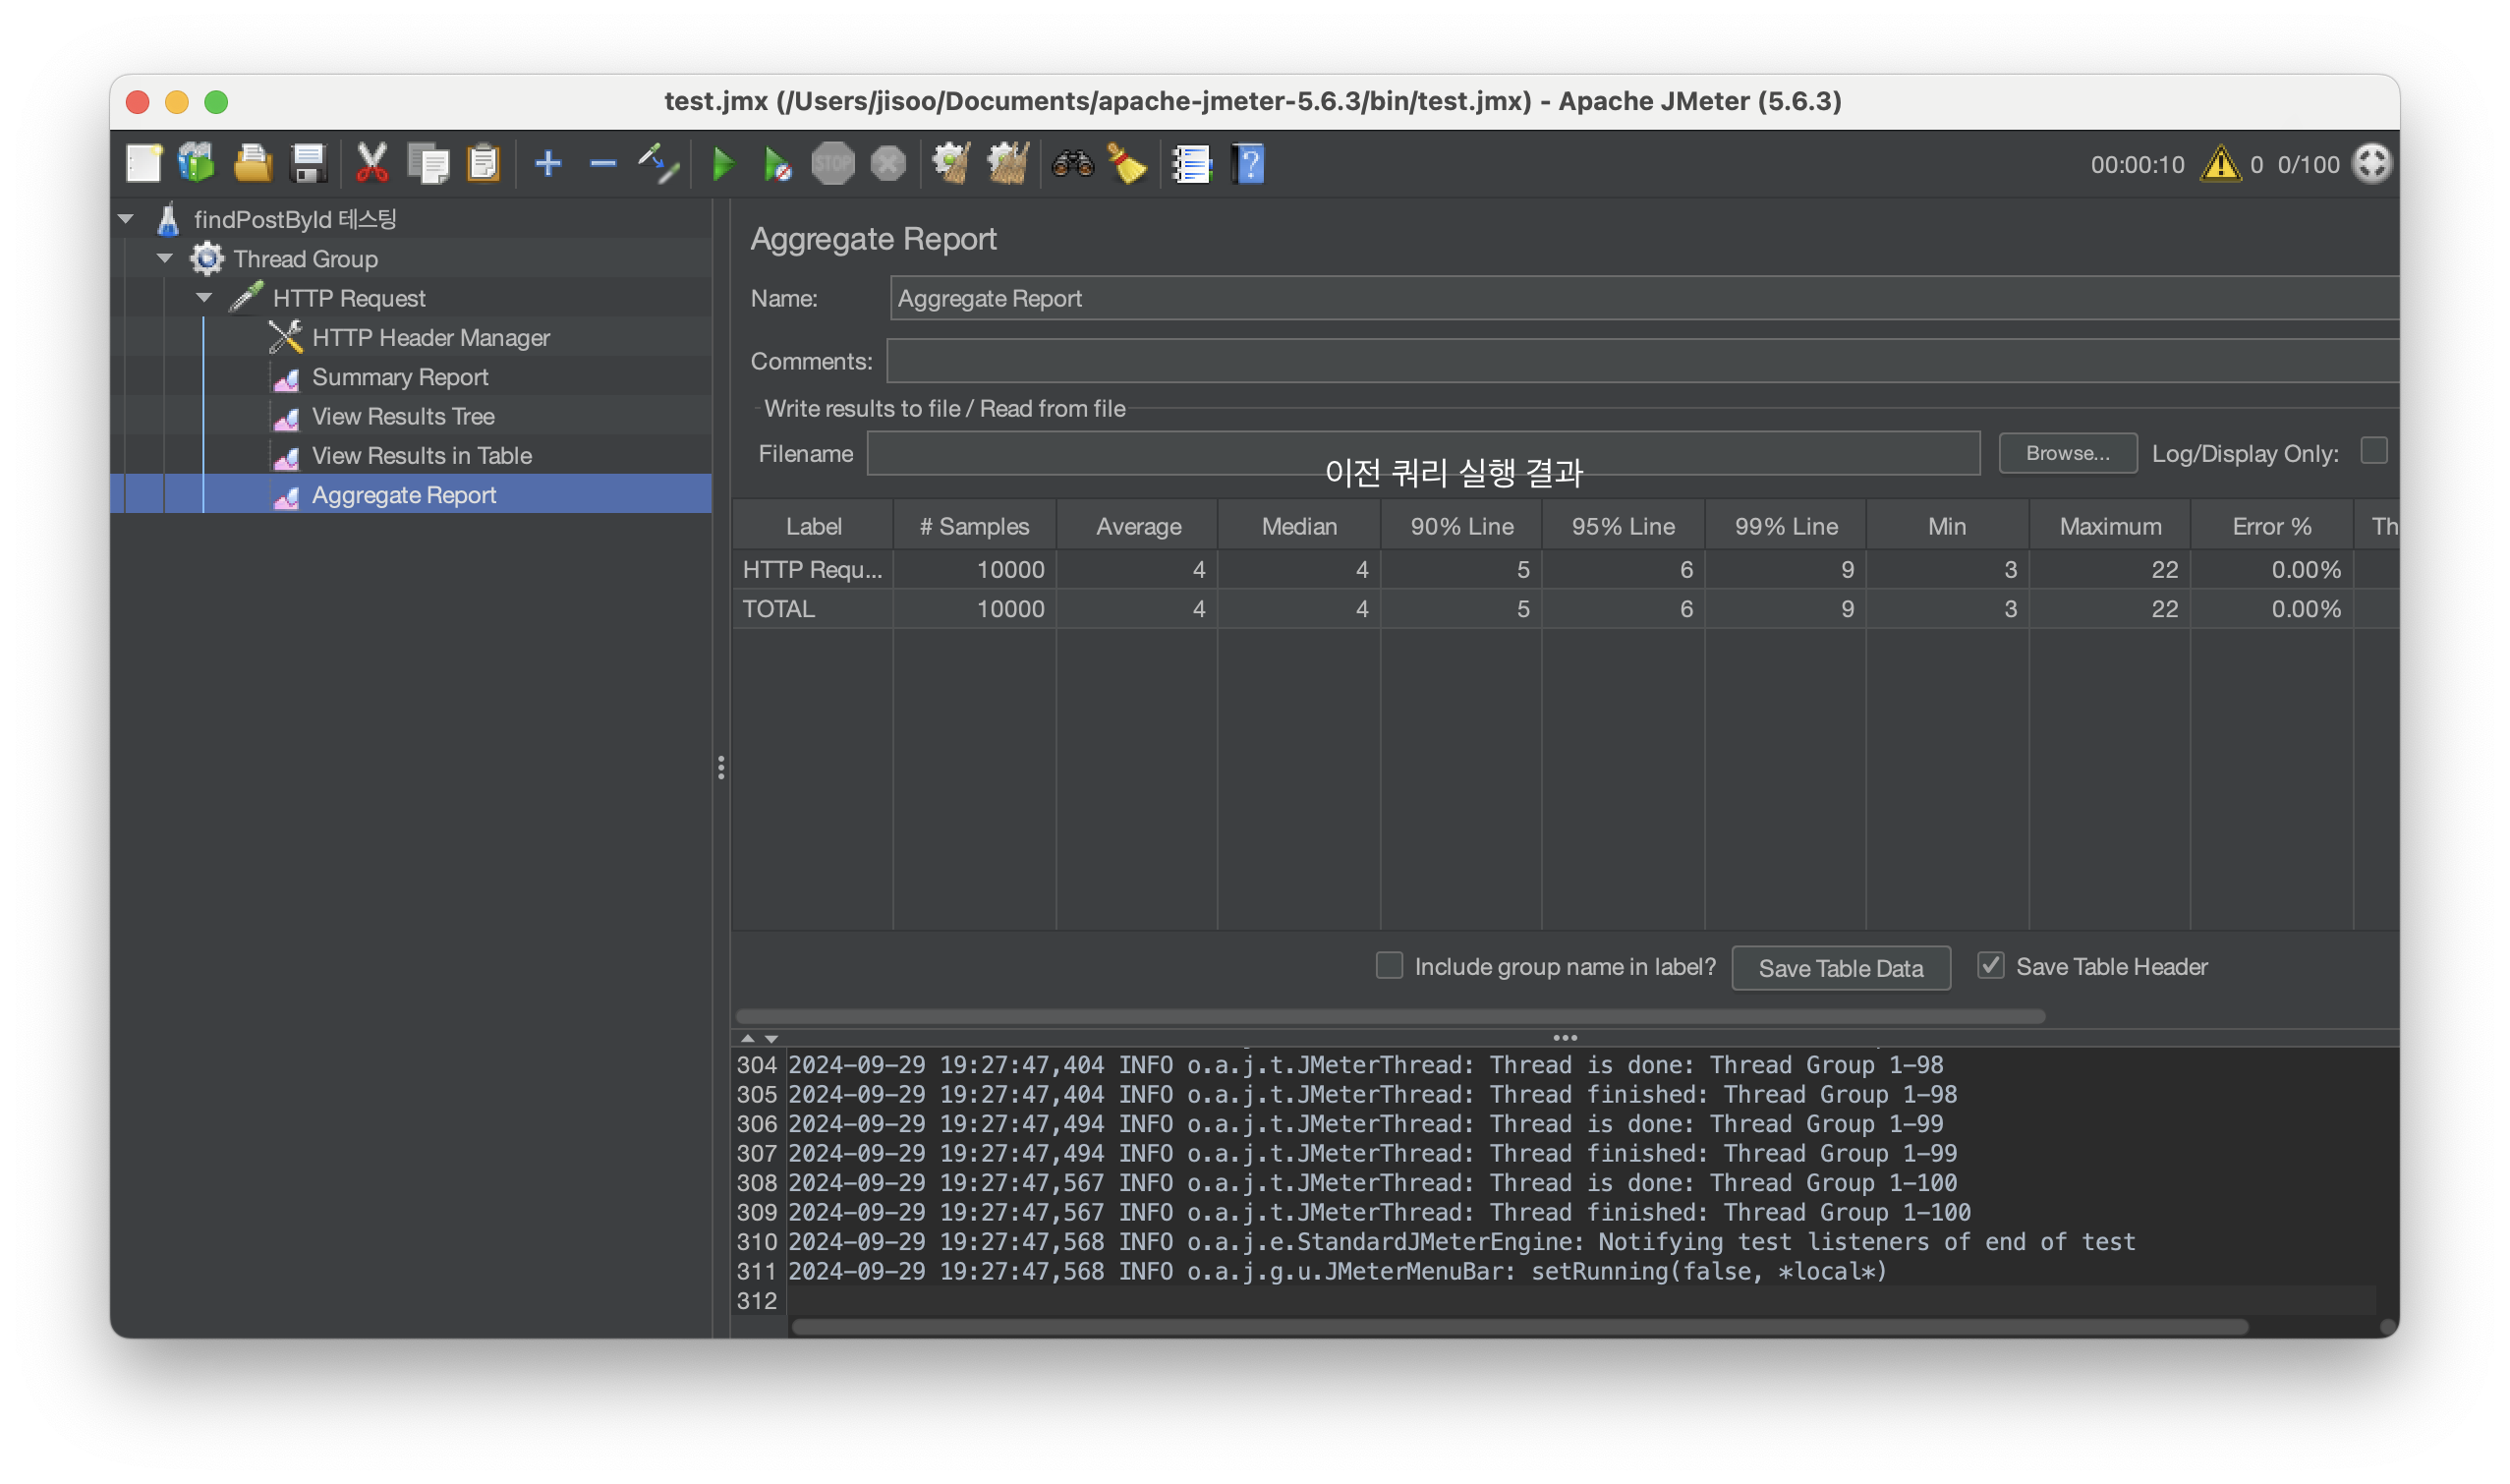 test.jmx (/Users/jisoo/Documents/apache-jmeter-5.6.3/bin/test.jmx) - Apache JMeter (5.6.3)
STOP
00:00:10 0 0/100
findPostById 테스팅
Thread Group
HTTP Request
HTTP Header Manager
Summary Report
View Results Tree
View Results in Table
Aggregate Report
Aggregate Report
Name: Aggregate Report
Comments:
Write results to file / Read from file
Filename Browse... Log/Display Only:
이전 쿼리 실행 결과
Label # Samples Average Median 90% Line 95% Line 99% Line Min Maximum Error % Th
HTTP Requ... 10000 4 4 5 6 9 3 22 0.00%
TOTAL 10000 4 4 5 6 9 3 22 0.00%
Include group name in label? Save Table Data Save Table Header
304 2024-09-29 19:27:47,404 INFO o.a.j.t.JMeterThread: Thread is done: Thread Group 1-98
305 2024-09-29 19:27:47,404 INFO o.a.j.t.JMeterThread: Thread finished: Thread Group 1-98
306 2024-09-29 19:27:47,494 INFO o.a.j.t.JMeterThread: Thread is done: Thread Group 1-99
307 2024-09-29 19:27:47,494 INFO o.a.j.t.JMeterThread: Thread finished: Thread Group 1-99
308 2024-09-29 19:27:47,567 INFO o.a.j.t.JMeterThread: Thread is done: Thread Group 1-100
309 2024-09-29 19:27:47,567 INFO o.a.j.t.JMeterThread: Thread finished: Thread Group 1-100
310 2024-09-29 19:27:47,568 INFO o.a.j.e.StandardJMeterEngine: Notifying test listeners of end of test
311 2024-09-29 19:27:47,568 INFO o.a.j.g.u.JMeterMenuBar: setRunning(false, *local*)
312